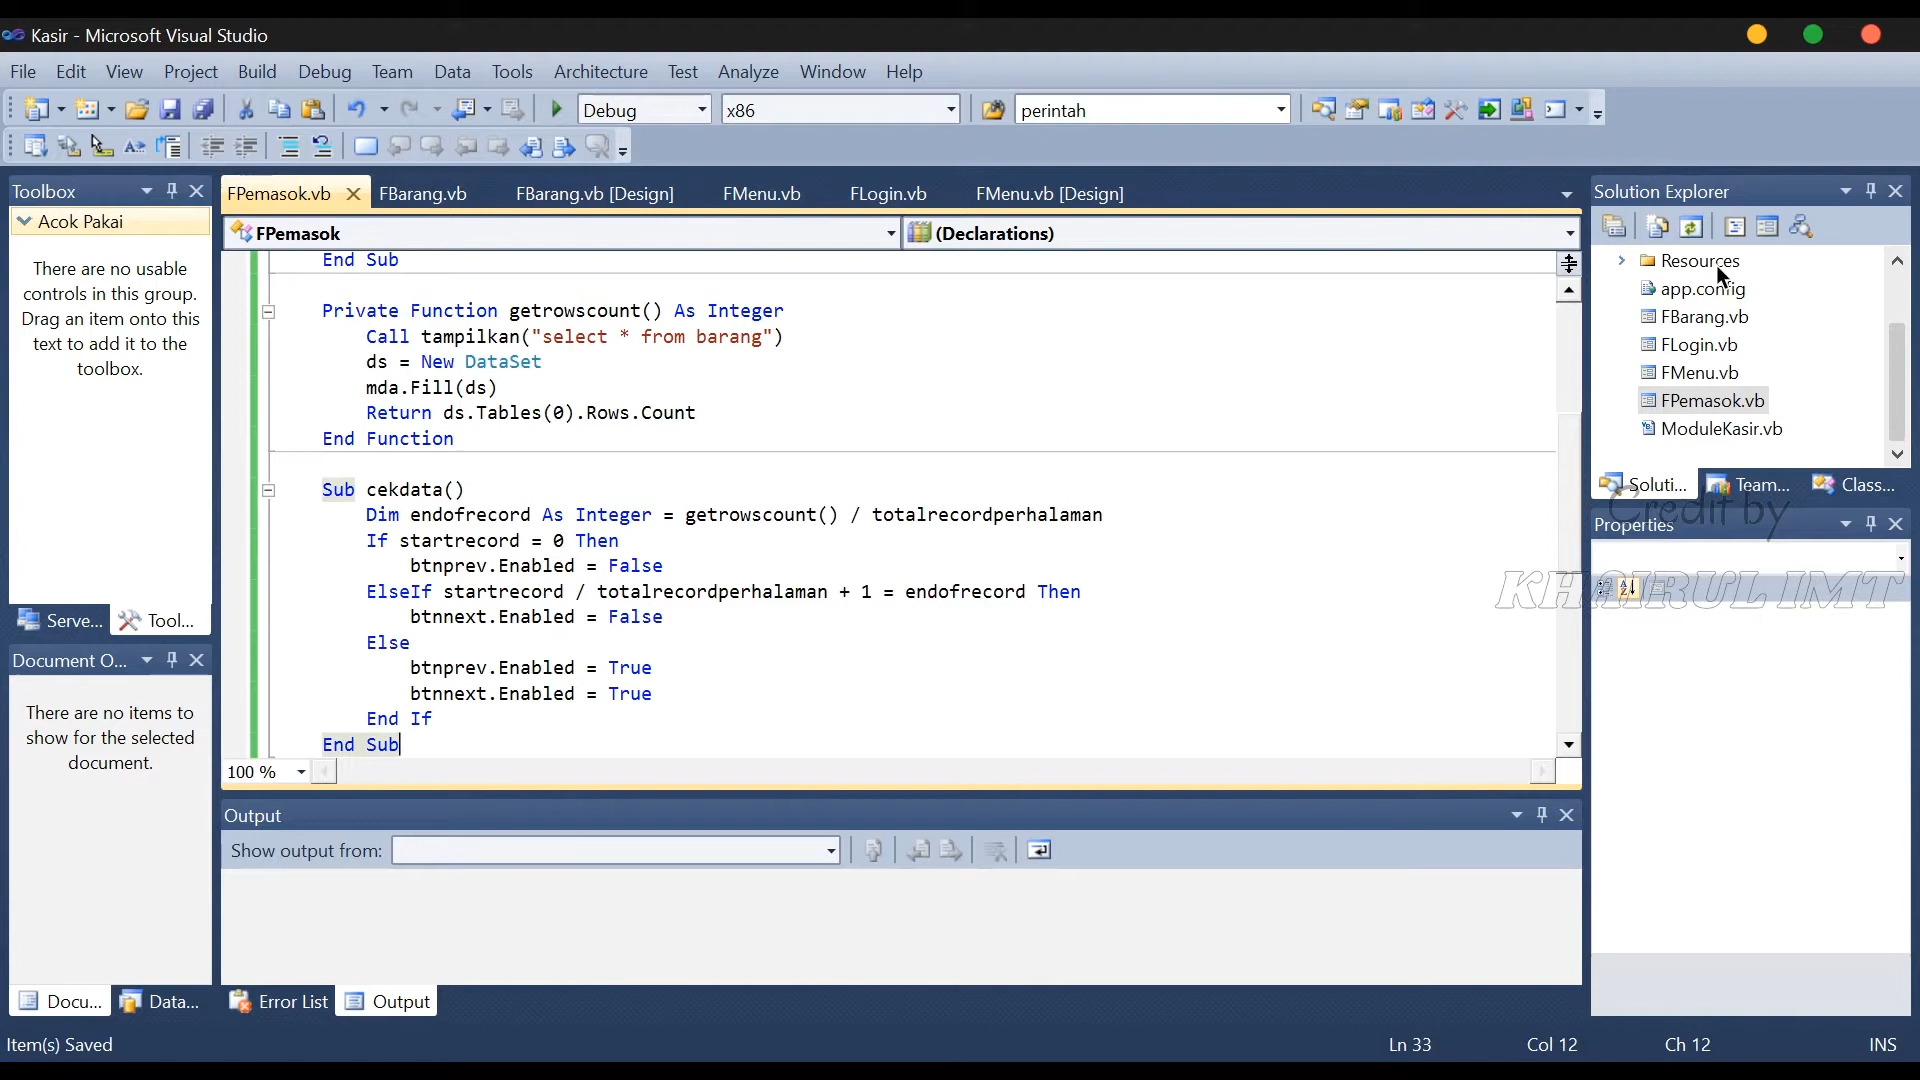 Kasir - Microsoft Visual Studio
File Edit View Project Build Debug Team Data Tools Architecture Test Analyze Window Help
Debug x86 perintah
Toolbox
Acok Pakai
There are no usable
controls in this group.
Drag an item onto this
text to add it to the
toolbox.
Serve... Tool...
Document O...
There are no items to
show for the selected
document.
Docu... Data...
FPemasok.vb FBarang.vb FBarang.vb [Design] FMenu.vb FLogin.vb FMenu.vb [Design]
FPemasok (Declarations)
End Sub
Private Function getrowscount() As Integer
Call tampilkan("select * from barang")
ds = New DataSet
mda.Fill(ds)
Return ds.Tables(0).Rows.Count
End Function
Sub cekdata()
Dim endofrecord As Integer = getrowscount() / totalrecordperhalaman
If startrecord = 0 Then
btnprev.Enabled = False
ElseIf startrecord / totalrecordperhalaman + 1 = endofrecord Then
btnnext.Enabled = False
Else
btnprev.Enabled = True
btnnext.Enabled = True
End If
End Sub
100 %
Output
Show output from:
Error List Output
Solution Explorer
Resources
app.config
FBarang.vb
FLogin.vb
FMenu.vb
FPemasok.vb
ModuleKasir.vb
Soluti... Team... Class...
Credit by
Properties
KHAIRUL IMT
Item(s) Saved Ln 33 Col 12 Ch 12 INS